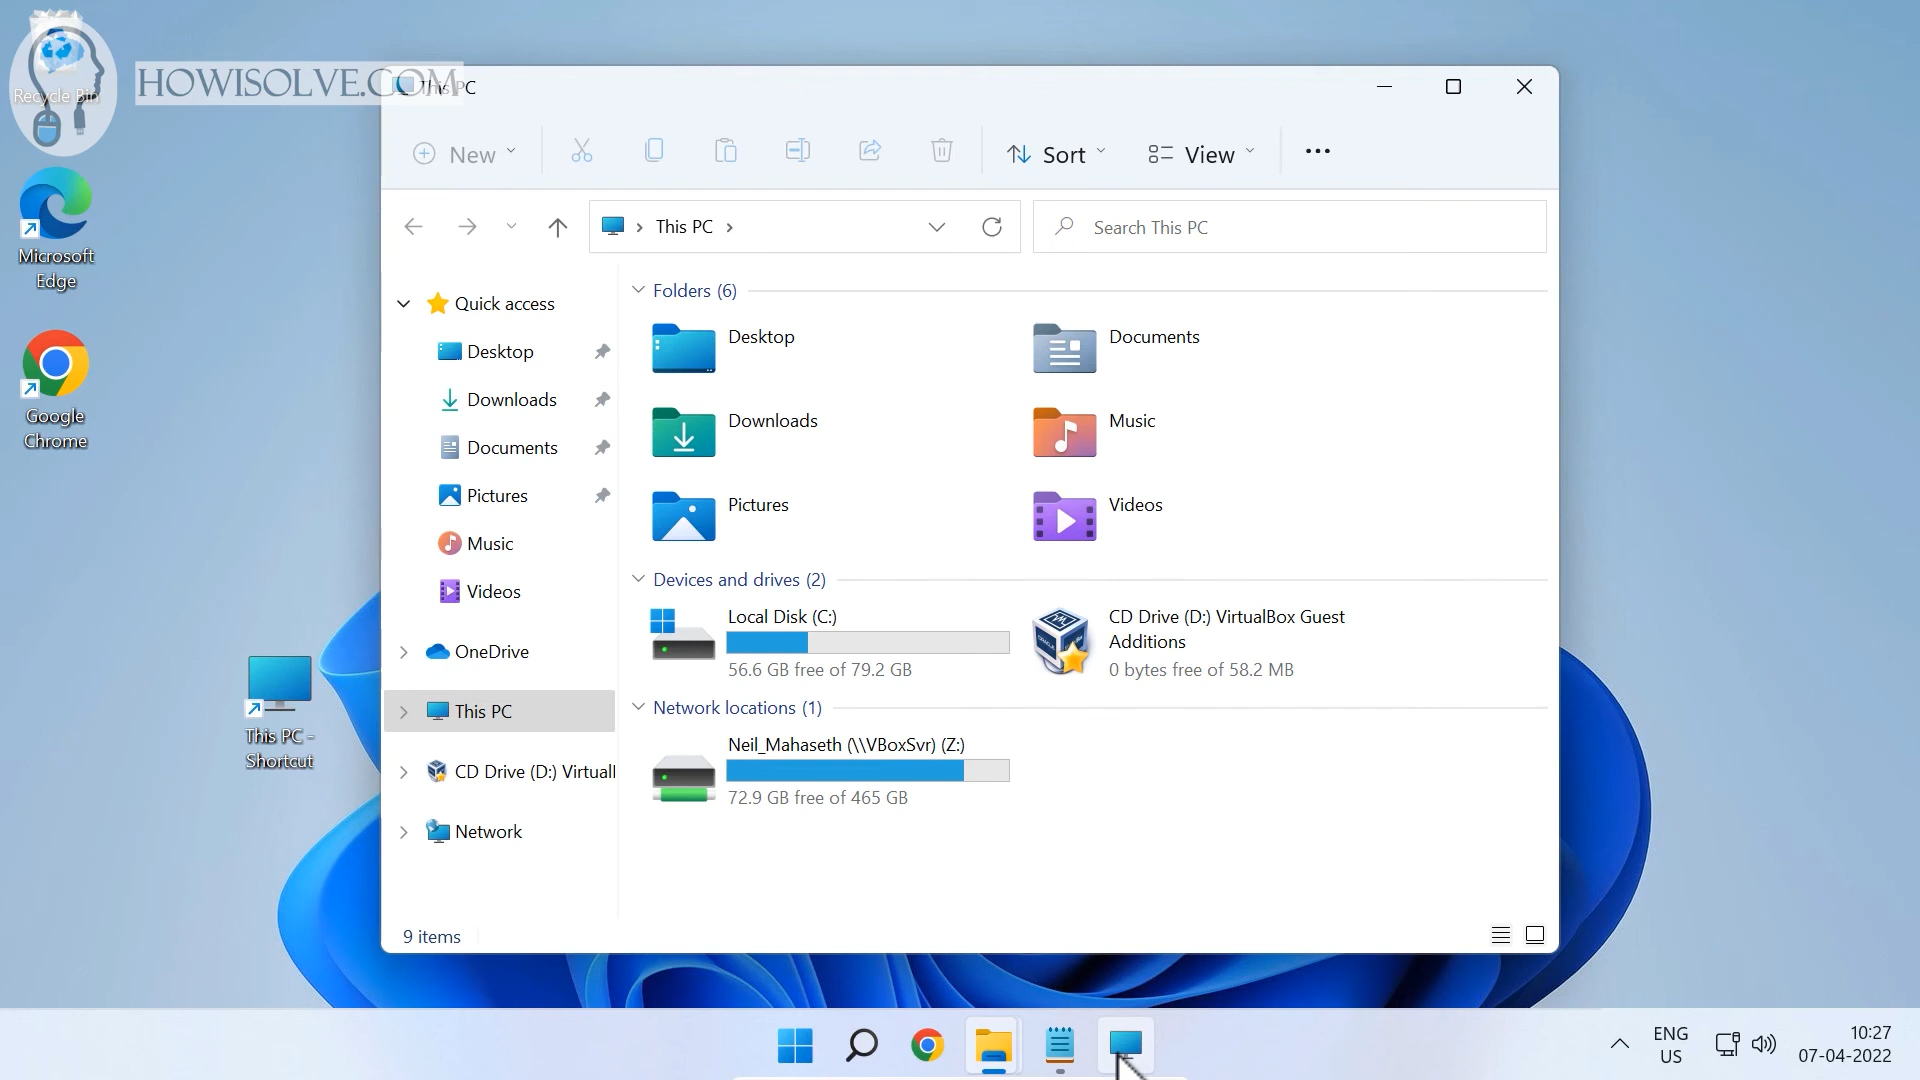 Recycle Bin
HOWISOLVE.COM
This PC
New
Sort
View
This PC
Search This PC
Microsoft
Edge
Google
Chrome
This PC -
Shortcut
Quick access
Desktop
Downloads
Documents
Pictures
Music
Videos
OneDrive
This PC
CD Drive (D:) Virtuall
Network
Folders (6)
Desktop
Documents
Downloads
Music
Pictures
Videos
Devices and drives (2)
Local Disk (C:)
56.6 GB free of 79.2 GB
CD Drive (D:) VirtualBox Guest
Additions
0 bytes free of 58.2 MB
Network locations (1)
Neil_Mahaseth (\\VBoxSvr) (Z:)
72.9 GB free of 465 GB
9 items
ENG
US
10:27
07-04-2022